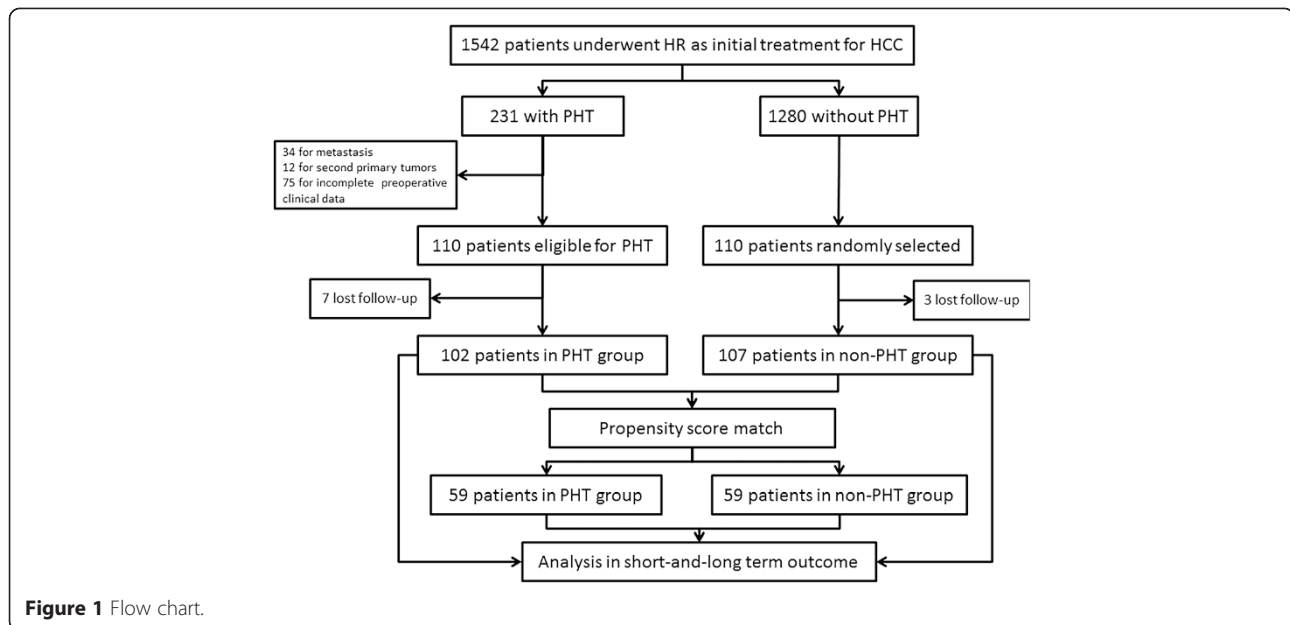 1542 patients underwent HR as initial treatment for HCC
231 with PHT
1280 without PHT
34 for metastasis
12 for second primary tumors
75 for incomplete preoperative
clinical data
110 patients eligible for PHT
110 patients randomly selected
7 lost follow-up
3 lost follow-up
102 patients in PHT group
107 patients in non-PHT group
Propensity score match
59 patients in PHT group
59 patients in non-PHT group
Analysis in short-and-long term outcome
Figure 1 Flow chart.